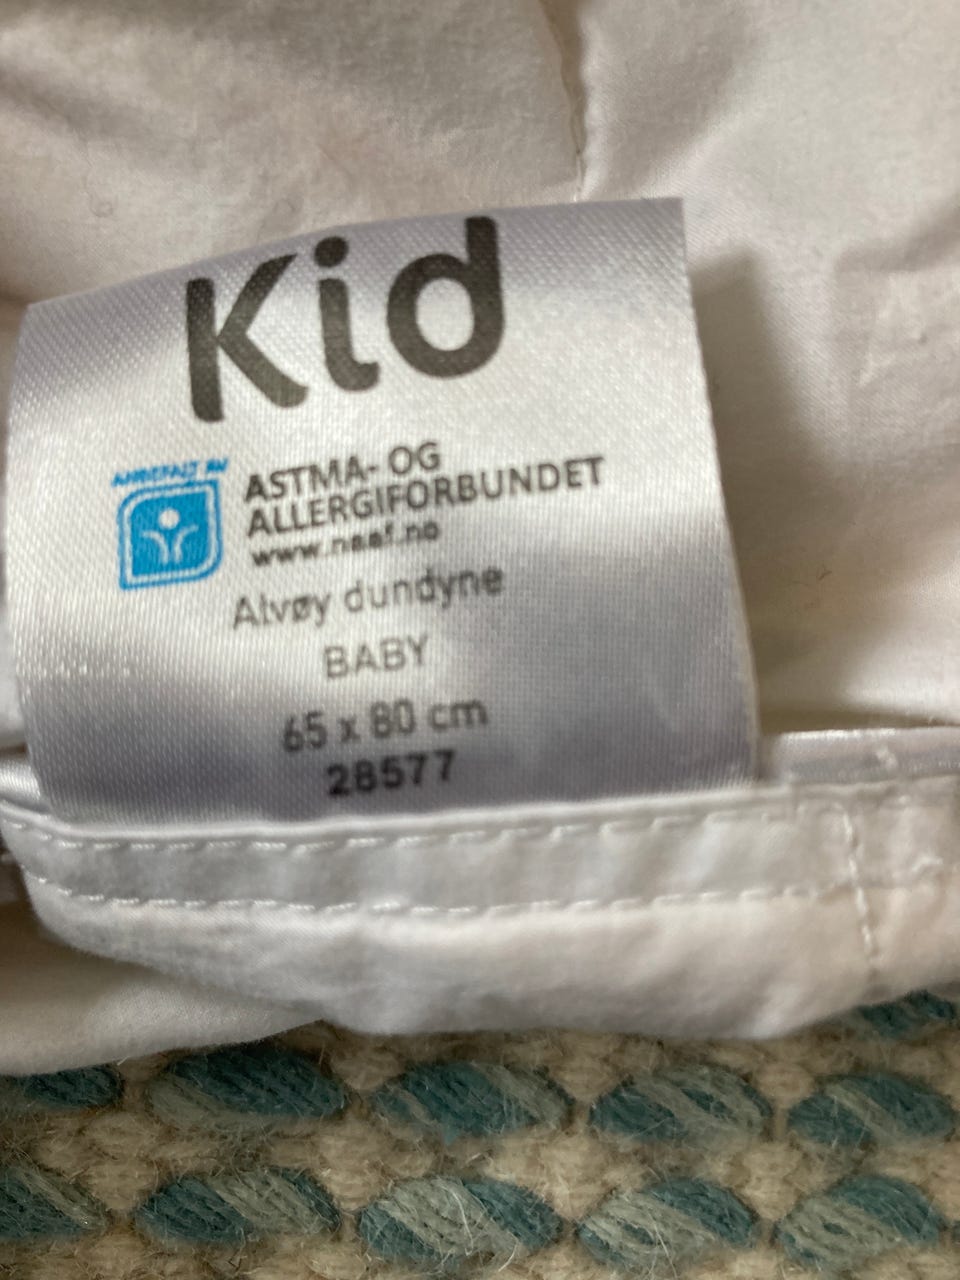 Kid
ANBEFALT AV
ASTMA- OG
ALLERGIFORBUNDET
www.naaf.no
Alvøy dundyne
BABY
65 x 80 cm
28577